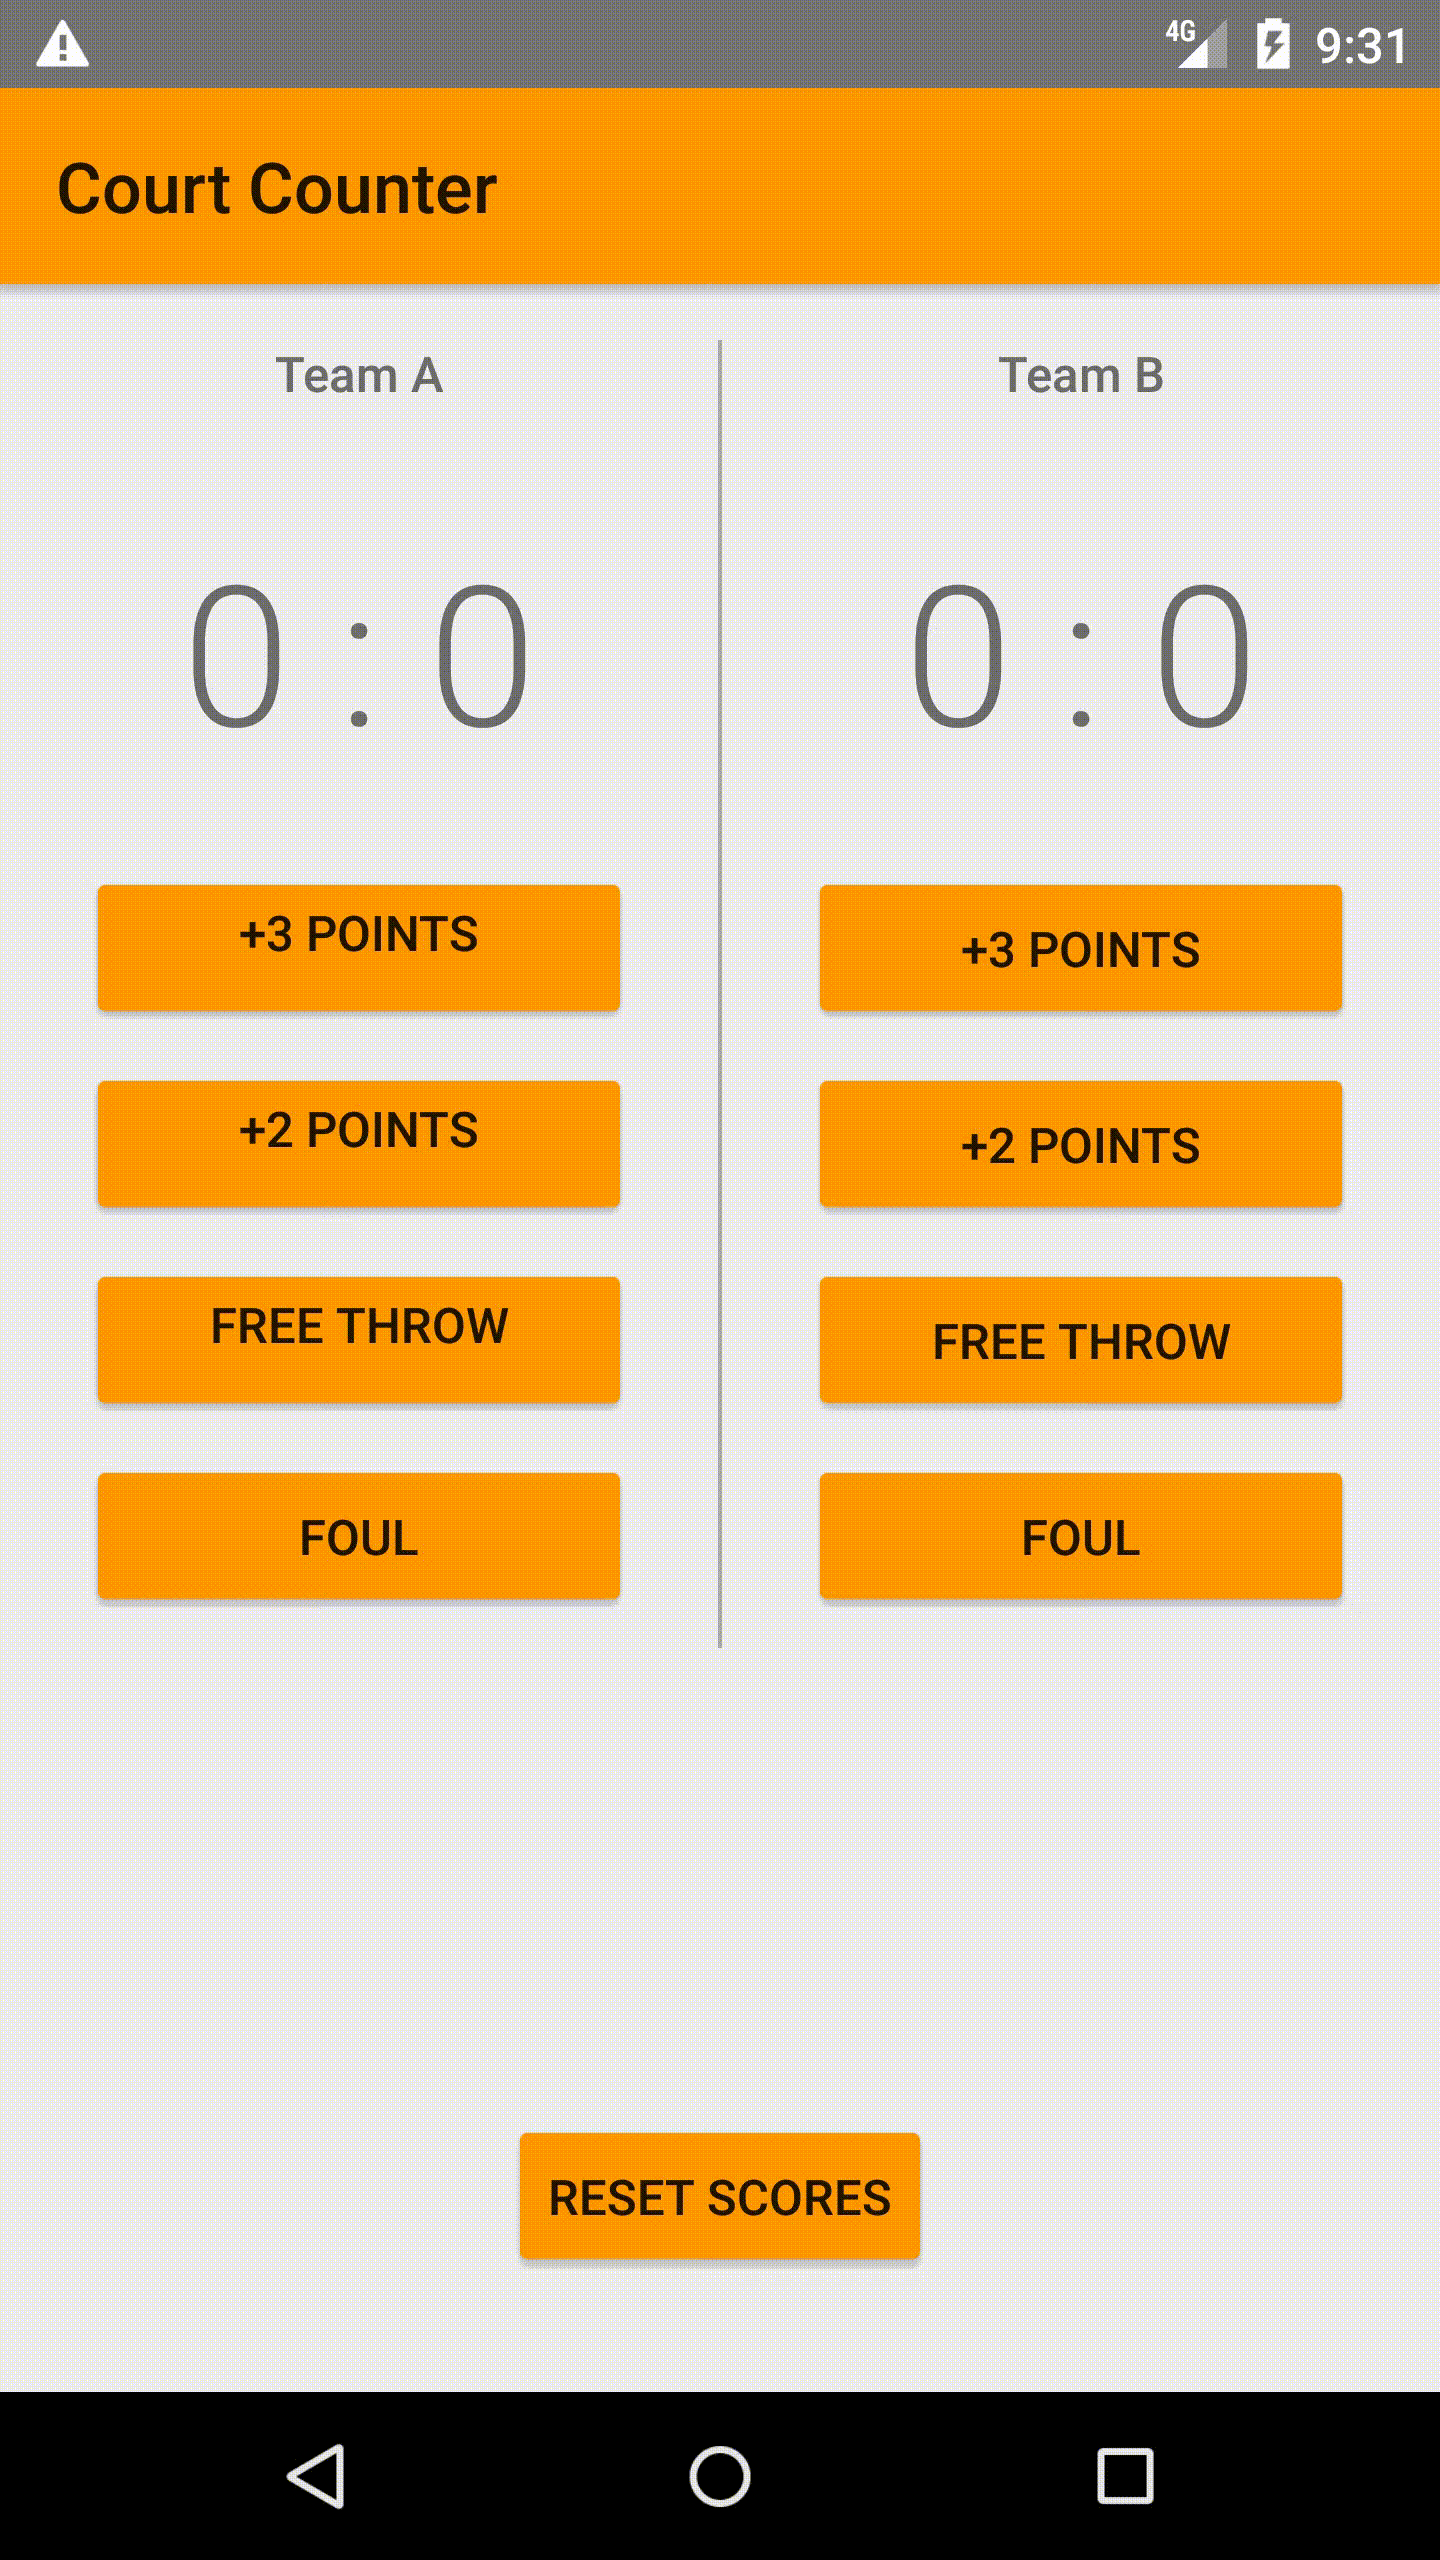 4G 9:31
Court Counter
Team A
0 : 0
+3 POINTS
+2 POINTS
FREE THROW
FOUL
Team B
0 : 0
+3 POINTS
+2 POINTS
FREE THROW
FOUL
RESET SCORES